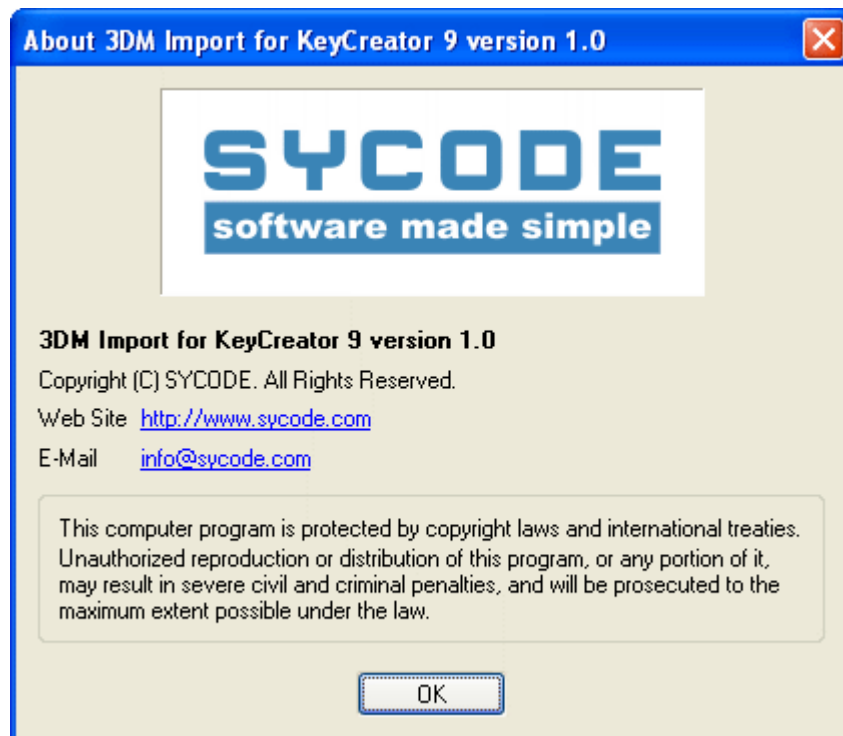 About 3DM Import for KeyCreator 9 version 1.0
SYCODE
software made simple
3DM Import for KeyCreator 9 version 1.0
Copyright (C) SYCODE. All Rights Reserved.
Web Site http://www.sycode.com
E-Mail info@sycode.com
This computer program is protected by copyright laws and international treaties.
Unauthorized reproduction or distribution of this program, or any portion of it,
may result in severe civil and criminal penalties, and will be prosecuted to the
maximum extent possible under the law.
OK